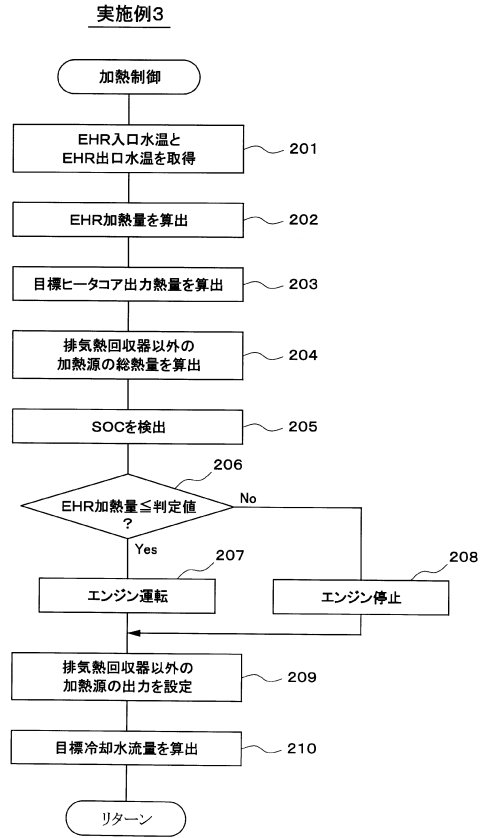 実施例3
加熱制御
EHR入口水温と
EHR出口水温を取得
201
EHR加熱量を算出
202
目標ヒータコア出力熱量を算出
203
排気熱回収器以外の
加熱源の総熱量を算出
204
SOCを検出
205
206
EHR加熱量≦判定値
?
No
Yes
207
エンジン運転
208
エンジン停止
排気熱回収器以外の
加熱源の出力を設定
209
目標冷却水流量を算出
210
リターン